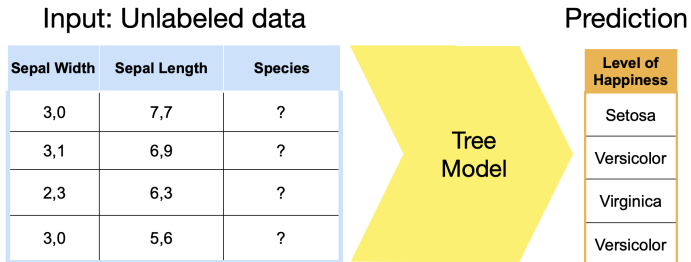 Input: Unlabeled data
Prediction
Sepal Width Sepal Length Species
3,0 7,7 ?
3,1 6,9 ?
2,3 6,3 ?
3,0 5,6 ?
Tree
Model
Level of
Happiness
Setosa
Versicolor
Virginica
Versicolor